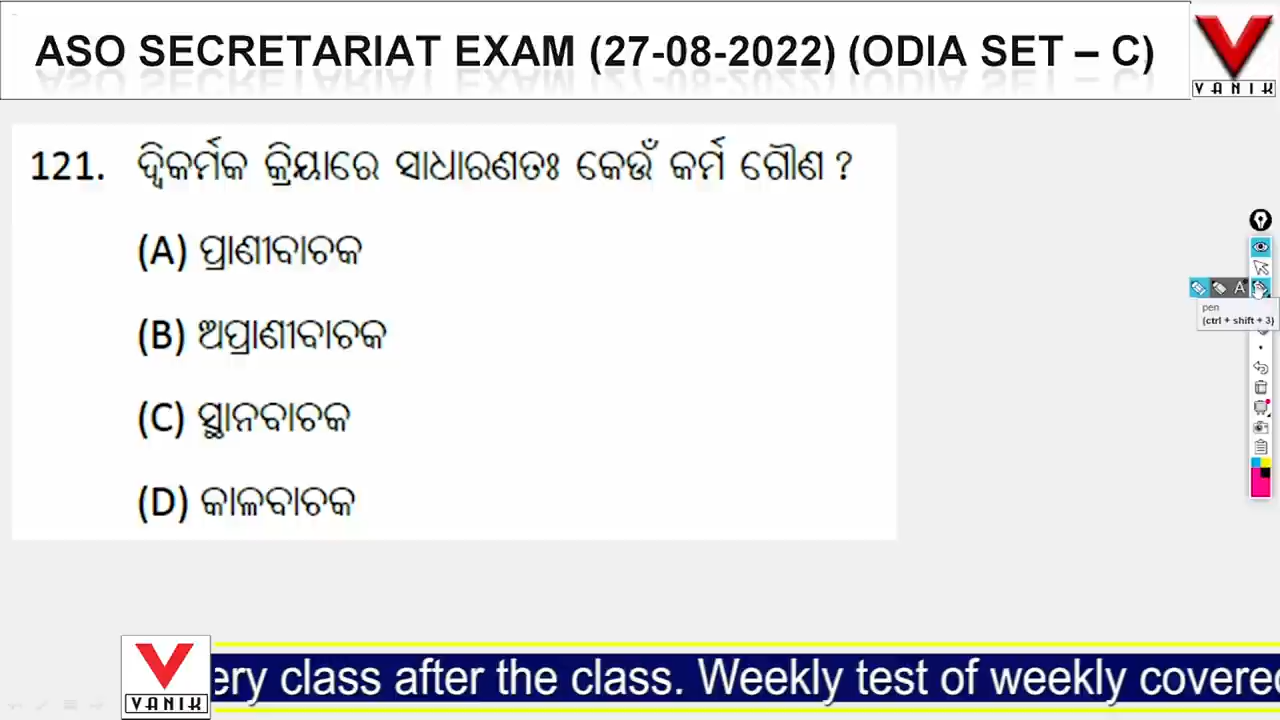 ASO SECRETARIAT EXAM (27-08-2022) (ODIA SET – C)
VANIK
121. ଦ୍ୱିକର୍ମକ କ୍ରିୟାରେ ସାଧାରଣତଃ କେଉଁ କର୍ମ ଗୌଣ ?
(A) ପ୍ରାଣୀବାଚକ
(B) ଅପ୍ରାଣୀବାଚକ
(C) ସ୍ଥାନବାଚକ
(D) କାଳବାଚକ
A
pen
(ctrl + shift + 3)
ery class after the class. Weekly test of weekly covered
VANIK